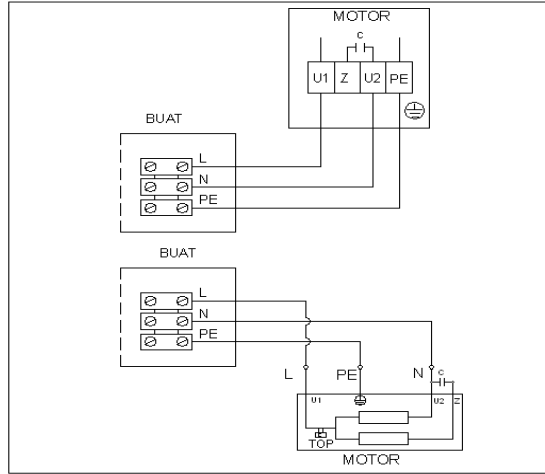 MOTOR
C
U1 Z U2 PE
BUAT
L
N
PE
BUAT
L
N
PE
L PE N C
U1 U2 Z
TOP
MOTOR